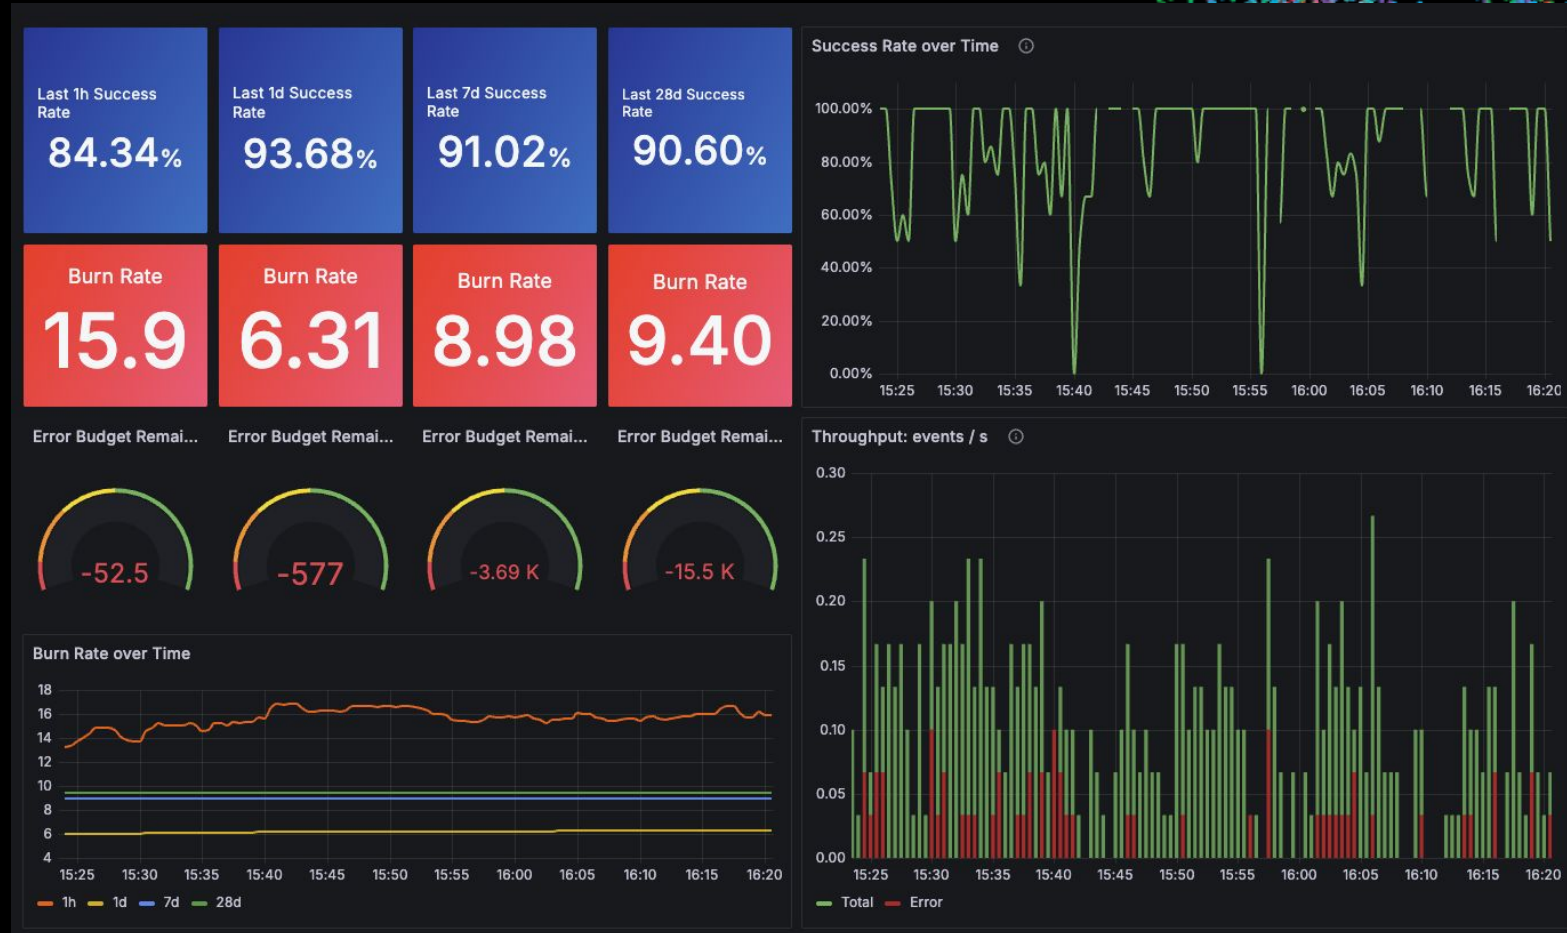 Last 1h Success
Rate
84.34%
Last 1d Success
Rate
93.68%
Last 7d Success
Rate
91.02%
Last 28d Success
Rate
90.60%
Burn Rate
15.9
Burn Rate
6.31
Burn Rate
8.98
Burn Rate
9.40
Error Budget Remai...
-52.5
Error Budget Remai...
-577
Error Budget Remai...
-3.69 K
Error Budget Remai...
-15.5 K
Burn Rate over Time
18
16
14
12
10
8
6
4
15:25 15:30 15:35 15:40 15:45 15:50 15:55 16:00 16:05 16:10 16:15 16:20
1h 1d 7d 28d
Success Rate over Time
100.00%
80.00%
60.00%
40.00%
20.00%
0.00%
15:25 15:30 15:35 15:40 15:45 15:50 15:55 16:00 16:05 16:10 16:15 16:20
Throughput: events / s
0.30
0.25
0.20
0.15
0.10
0.05
0.00
15:25 15:30 15:35 15:40 15:45 15:50 15:55 16:00 16:05 16:10 16:15 16:20
Total Error